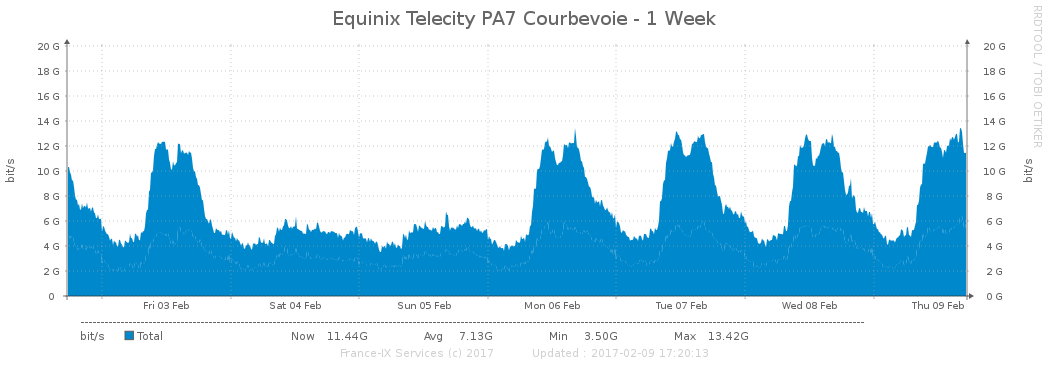 Equinix Telecity PA7 Courbevoie - 1 Week
RRDTOOL / TOBI OETIKER
20 G 20 G
18 G 18 G
16 G 16 G
14 G 14 G
12 G 12 G
10 G 10 G
8 G 8 G
6 G 6 G
4 G 4 G
2 G 2 G
0 0 G
bit/s bit/s
Fri 03 Feb Sat 04 Feb Sun 05 Feb Mon 06 Feb Tue 07 Feb Wed 08 Feb Thu 09 Feb
bit/s Total Now 11.44G Avg 7.13G Min 3.50G Max 13.42G
France-IX Services (c) 2017 Updated : 2017-02-09 17:20:13